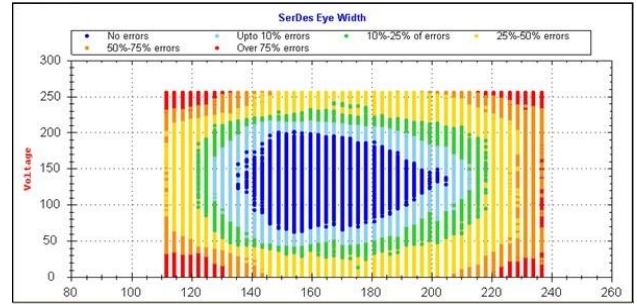 SerDes Eye Width
No errors Upto 10% errors 10%-25% of errors 25%-50% errors
50%-75% errors Over 75% errors
Voltage
300
250
200
150
100
50
0
80 100 120 140 160 180 200 220 240 260